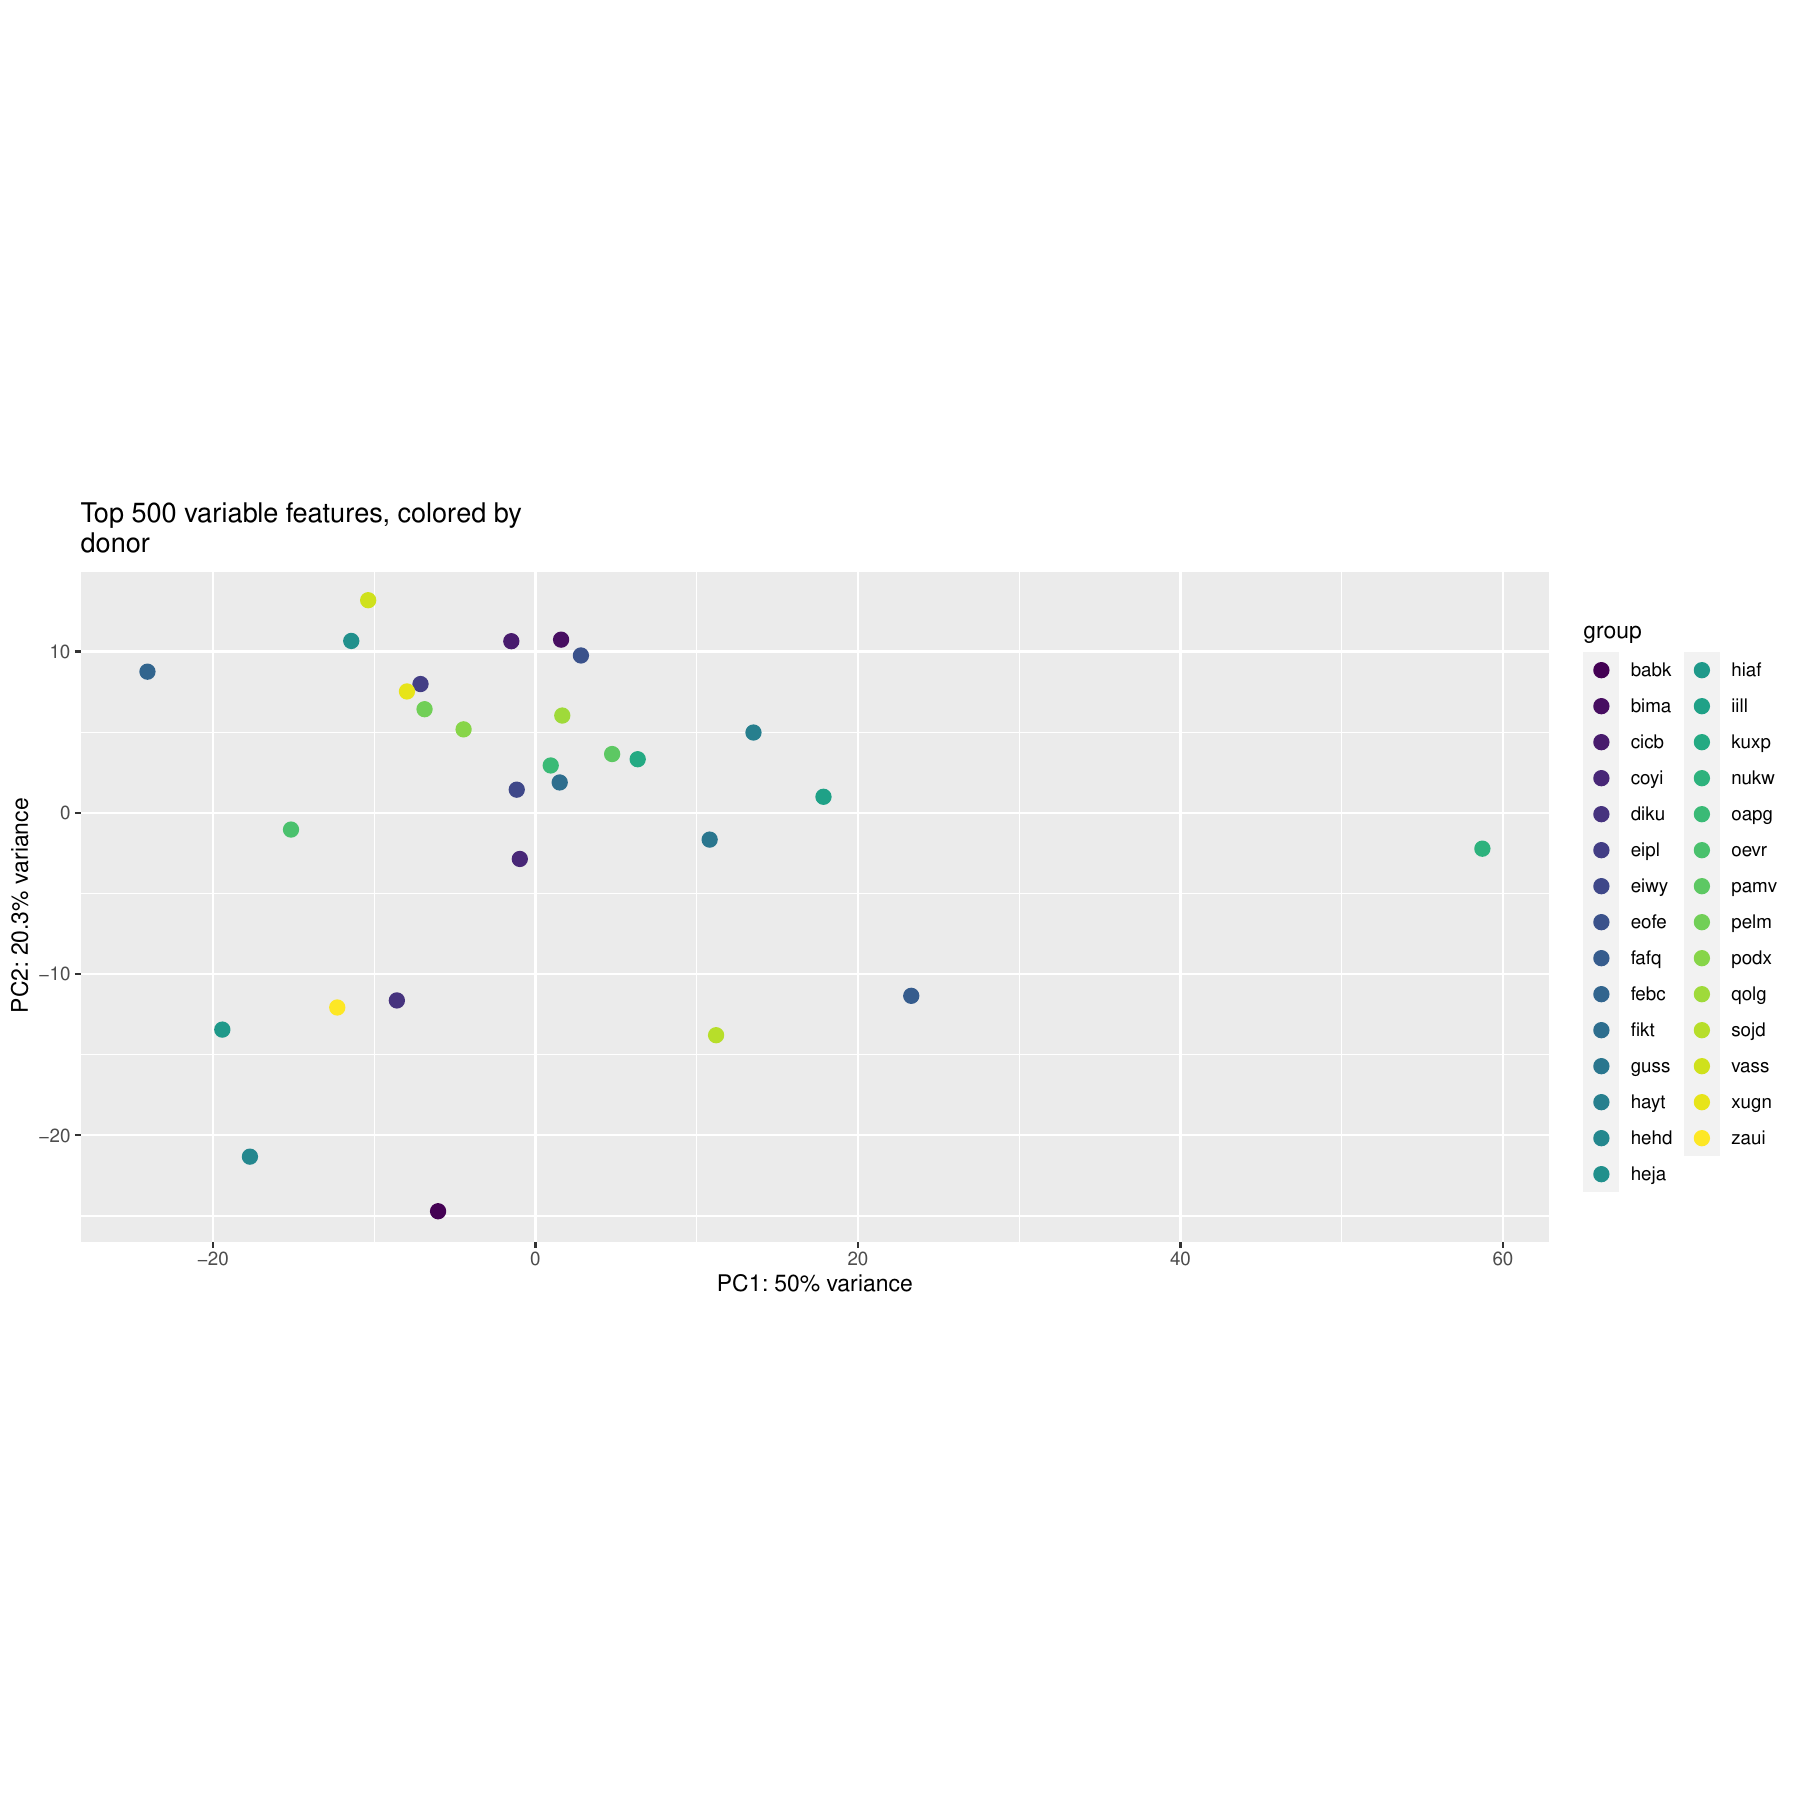 Top 500 variable features, colored by
donor
10
0
−10
−20
PC2: 20.3% variance
−20
0
20
40
60
PC1: 50% variance
group
babk
bima
cicb
coyi
diku
eipl
eiwy
eofe
fafq
febc
fikt
guss
hayt
hehd
heja
hiaf
iill
kuxp
nukw
oapg
oevr
pamv
pelm
podx
qolg
sojd
vass
xugn
zaui